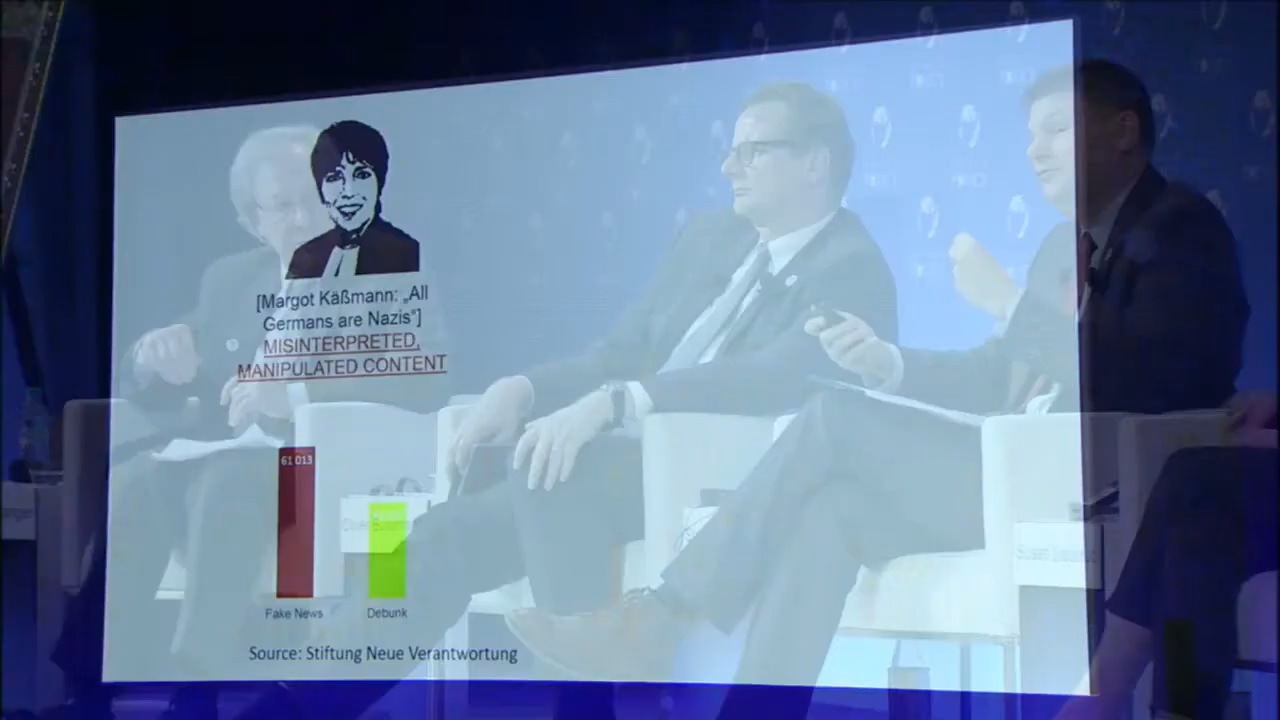 [Margot Käßmann: „All
Germans are Nazis“]
MISINTERPRETED,
MANIPULATED CONTENT
61 013
Fake News
Debunk
Source: Stiftung Neue Verantwortung